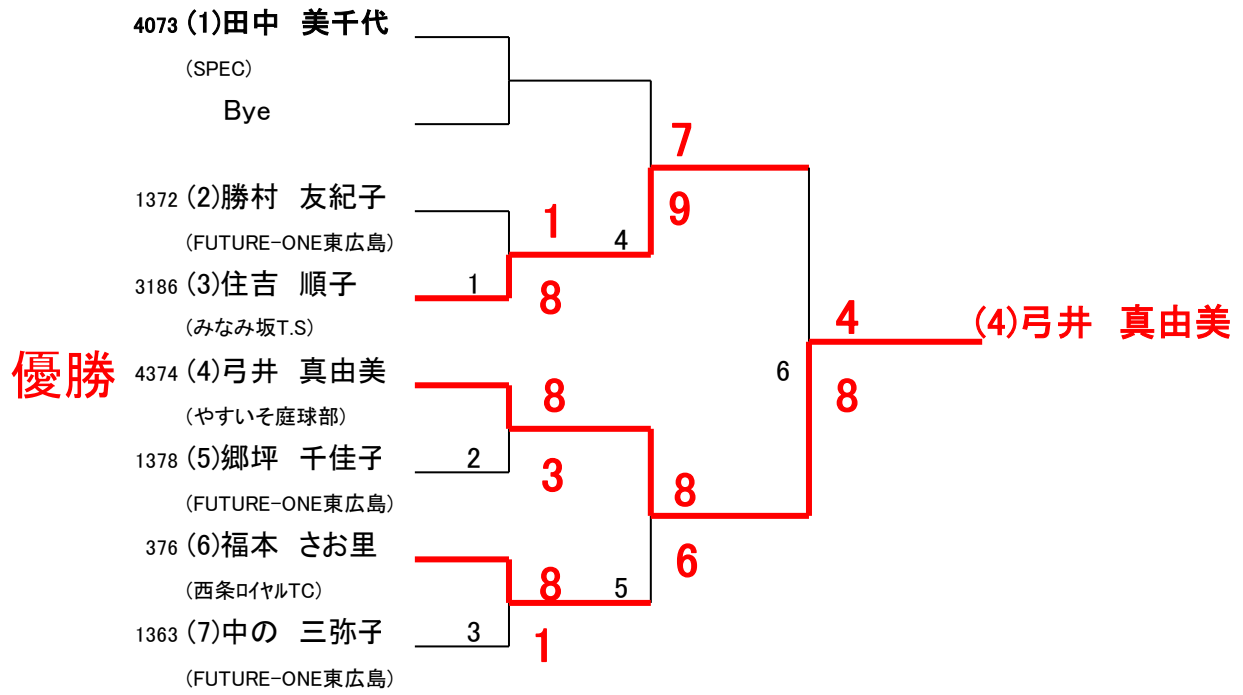 4073 (1)田中　美千代
(SPEC)
Bye
7
1372 (2)勝村　友紀子
1
9
(FUTURE-ONE東広島)
4
3186 (3)住吉　順子
1
8
(みなみ坂T.S)
4
(4)弓井　真由美
優勝
4374 (4)弓井　真由美
8
6
8
(やすいそ庭球部)
1378 (5)郷坪　千佳子
2
3
8
(FUTURE-ONE東広島)
376 (6)福本　さお里
6
(西条ロイヤルTC)
8
5
1363 (7)中の　三弥子
3
1
(FUTURE-ONE東広島)